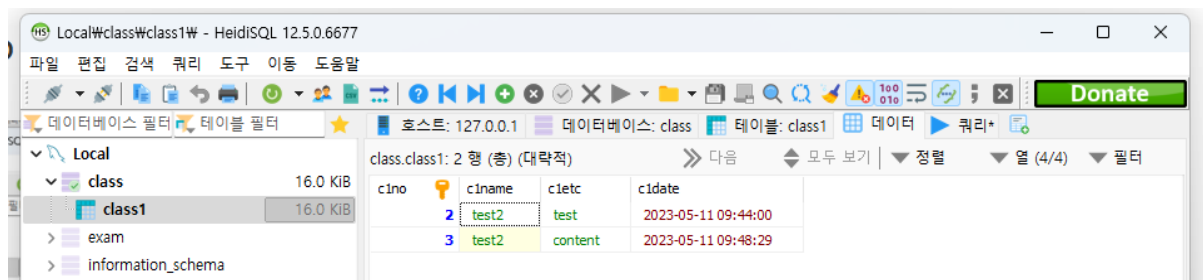 Local₩class₩class1₩ - HeidiSQL 12.5.0.6677
파일 편집 검색 쿼리 도구 이동 도움말
Donate
데이터베이스 필터 테이블 필터 호스트: 127.0.0.1 데이터베이스: class 테이블: class1 데이터 쿼리*
Local class.class1: 2 행 (총) (대략적) 다음 모두 보기 정렬 열 (4/4) 필터
class 16.0 KiB c1no c1name c1etc c1date
class1 16.0 KiB 2 test2 test 2023-05-11 09:44:00
exam 3 test2 content 2023-05-11 09:48:29
information_schema